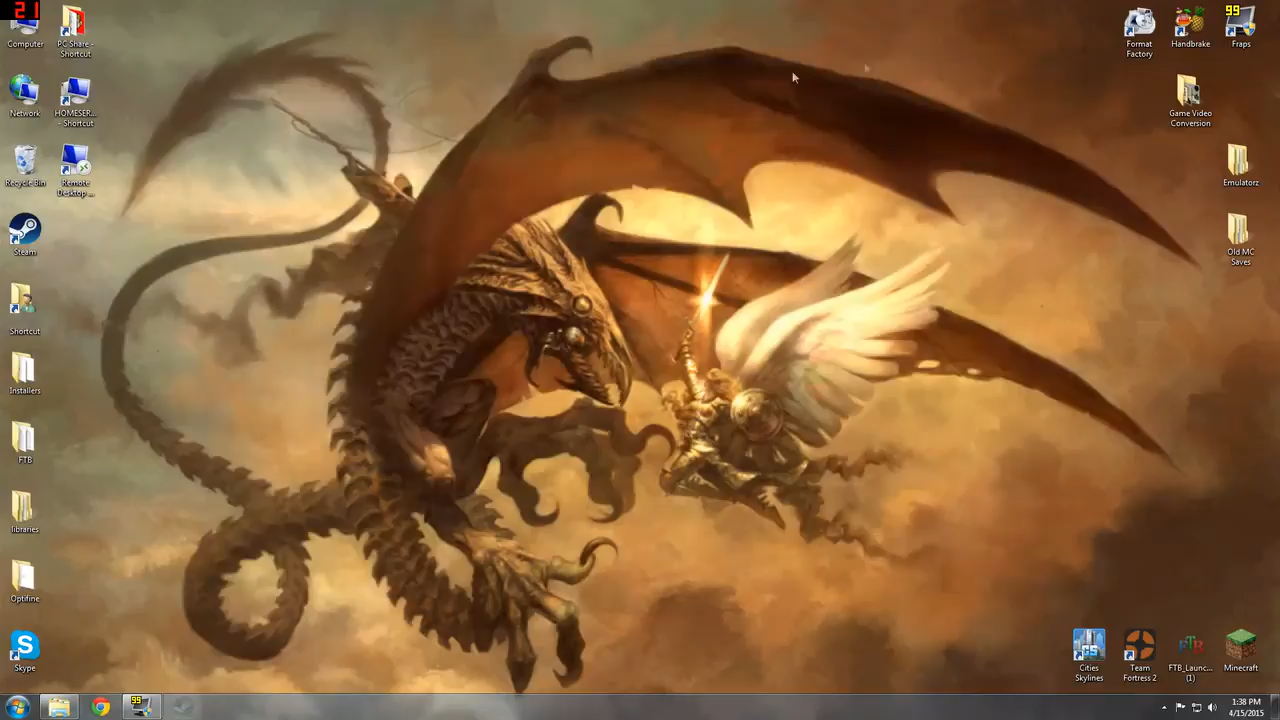 21
Computer
PC Share -
Shortcut
Network
HOMESER...
- Shortcut
Recycle Bin
Remote
Desktop ...
Steam
Shortcut
Installers
FTB
libraries
Optifine
Skype
Format
Factory
Handbrake
99
Fraps
Game Video
Conversion
Emulatorz
Old MC
Saves
Cities
Skylines
Team
Fortress 2
FTB_Launc...
(1)
Minecraft
99
1:38 PM
4/15/2015